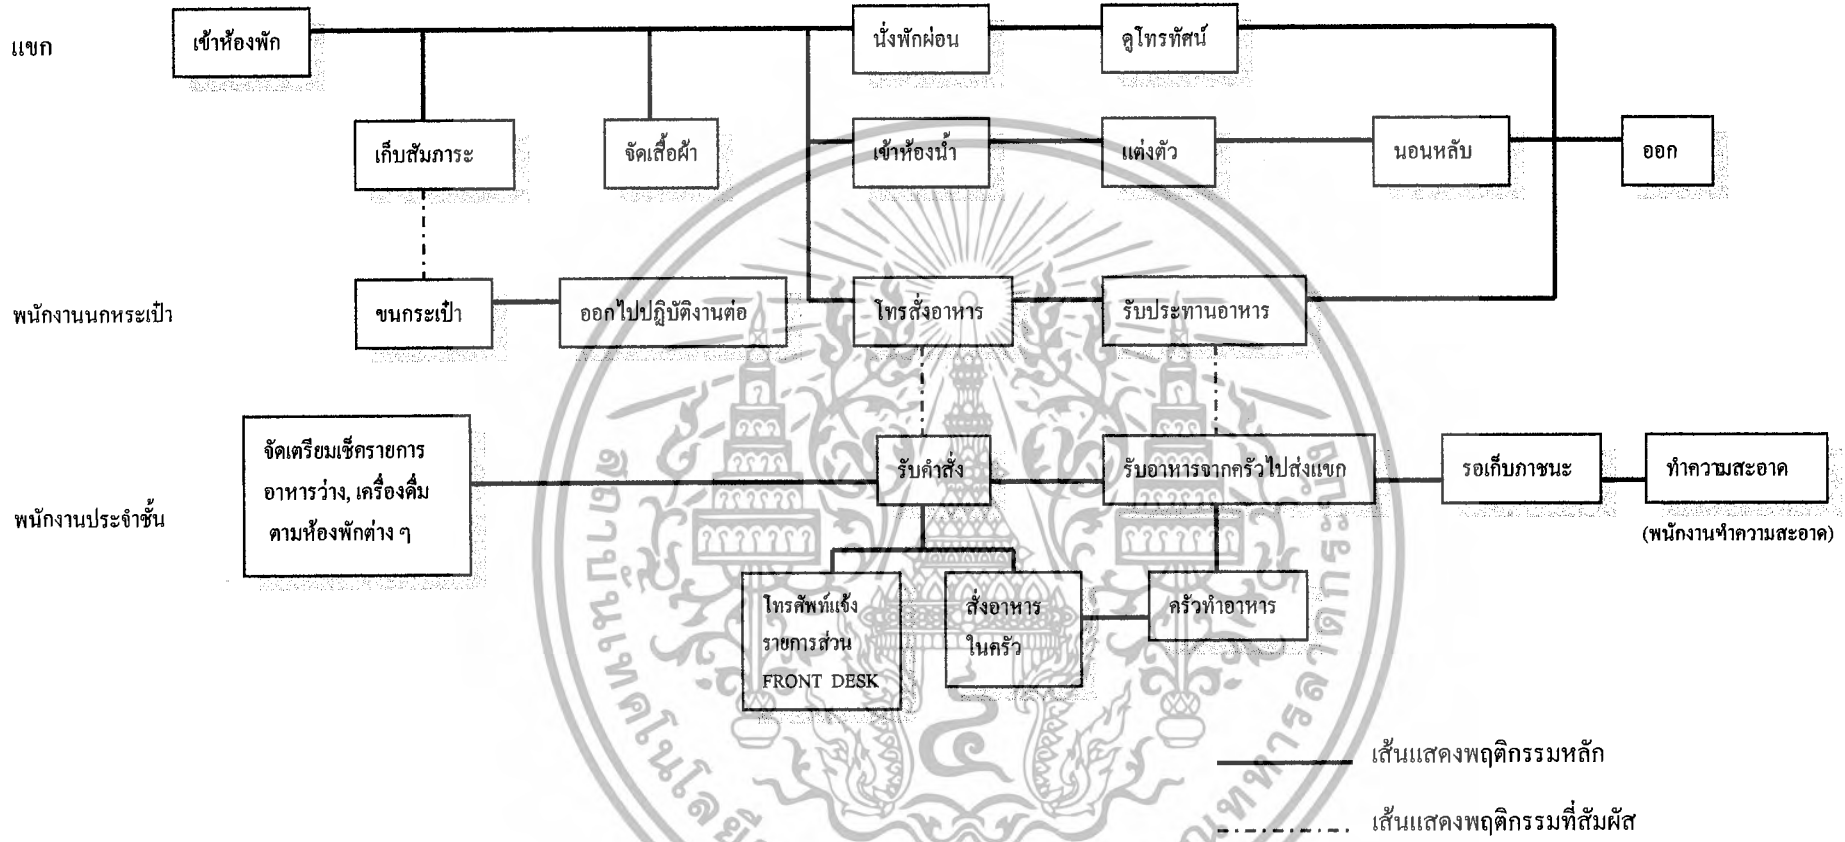 แขก
เข้าห้องพัก
นั่งพักผ่อน
ดูโทรทัศน์
เก็บสัมภาระ
จัดเสื้อผ้า
เข้าห้องน้ำ
แต่งตัว
นอนหลับ
ออก
พนักงานนกหระเป๋า
ขนกระเป๋า
ออกไปปฏิบัติงานต่อ
โทรสั่งอาหาร
รับประทานอาหาร
พนักงานประจำชั้น
จัดเตรียมเช็ครายการ
อาหารว่าง, เครื่องดื่ม
ตามห้องพักต่าง ๆ
รับคำสั่ง
รับอาหารจากครัวไปส่งแขก
รอเก็บภาชนะ
ทำความสะอาด
(พนักงานทำความสะอาด)
โทรศัพท์แจ้ง
รายการส่วน
FRONT DESK
สั่งอาหาร
ในครัว
ครัวทำอาหาร
เส้นแสดงพฤติกรรมหลัก
เส้นแสดงพฤติกรรมที่สัมผัส